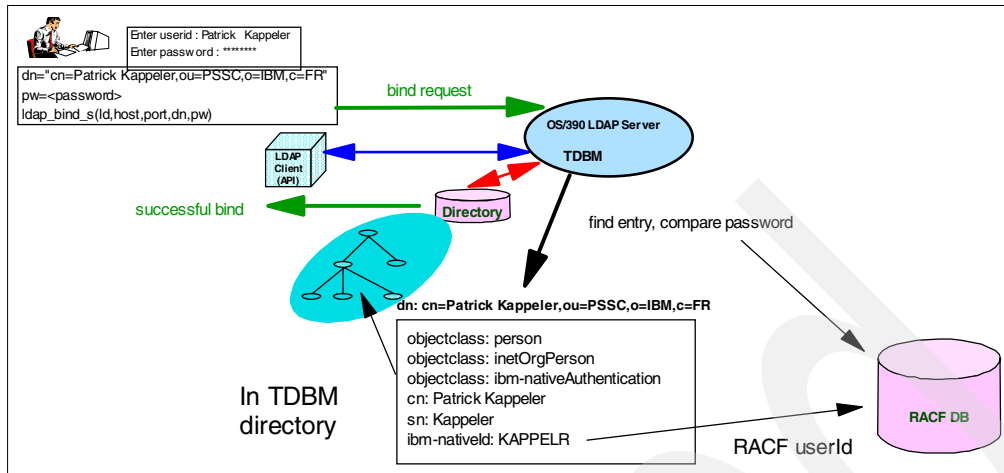 Enter userid : Patrick Kappeler
Enter password : ********
dn="cn=Patrick Kappeler,ou=PSSC,o=IBM,c=FR"
pw=<password>
ldap_bind_s(ld,host,port,dn,pw)
bind request
OS/390 LDAP Server
TDBM
LDAP
Client
(API)
successful bind
Directory
find entry, compare password
dn: cn=Patrick Kappeler,ou=PSSC,o=IBM,c=FR
objectclass: person
objectclass: inetOrgPerson
objectclass: ibm-nativeAuthentication
cn: Patrick Kappeler
sn: Kappeler
ibm-nativeId: KAPPELR
In TDBM
directory
RACF userId
RACF DB